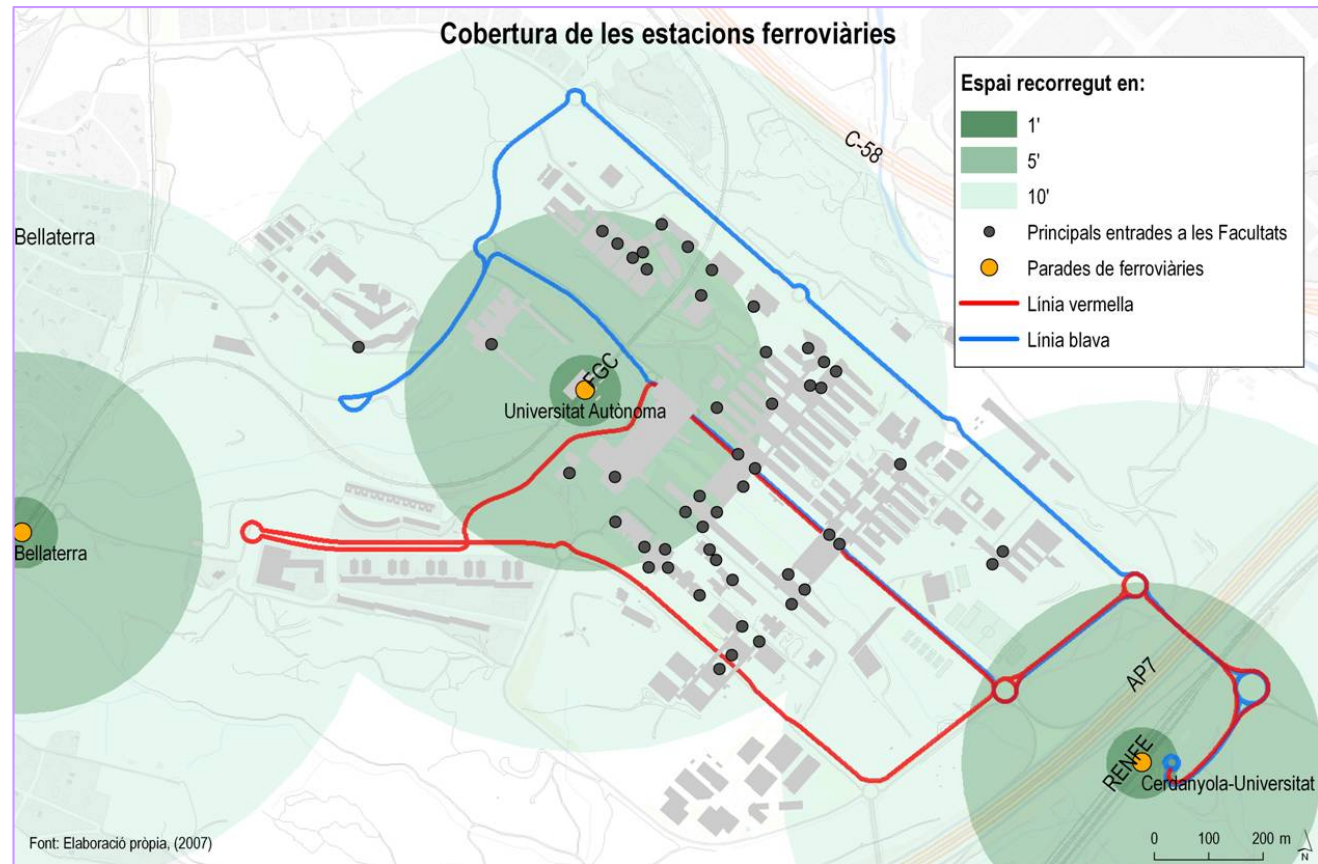 Cobertura de les estacions ferroviàries
Espai recorregut en:
1'
5'
10'
Principals entrades a les Facultats
Parades de ferroviàries
Línia vermella
Línia blava
C-58
Bellaterra
FGC
Universitat Autònoma
Bellaterra
AP7
RENFE
Cerdanyola-Universitat
Font: Elaboració pròpia, (2007)
0 100 200 m
N